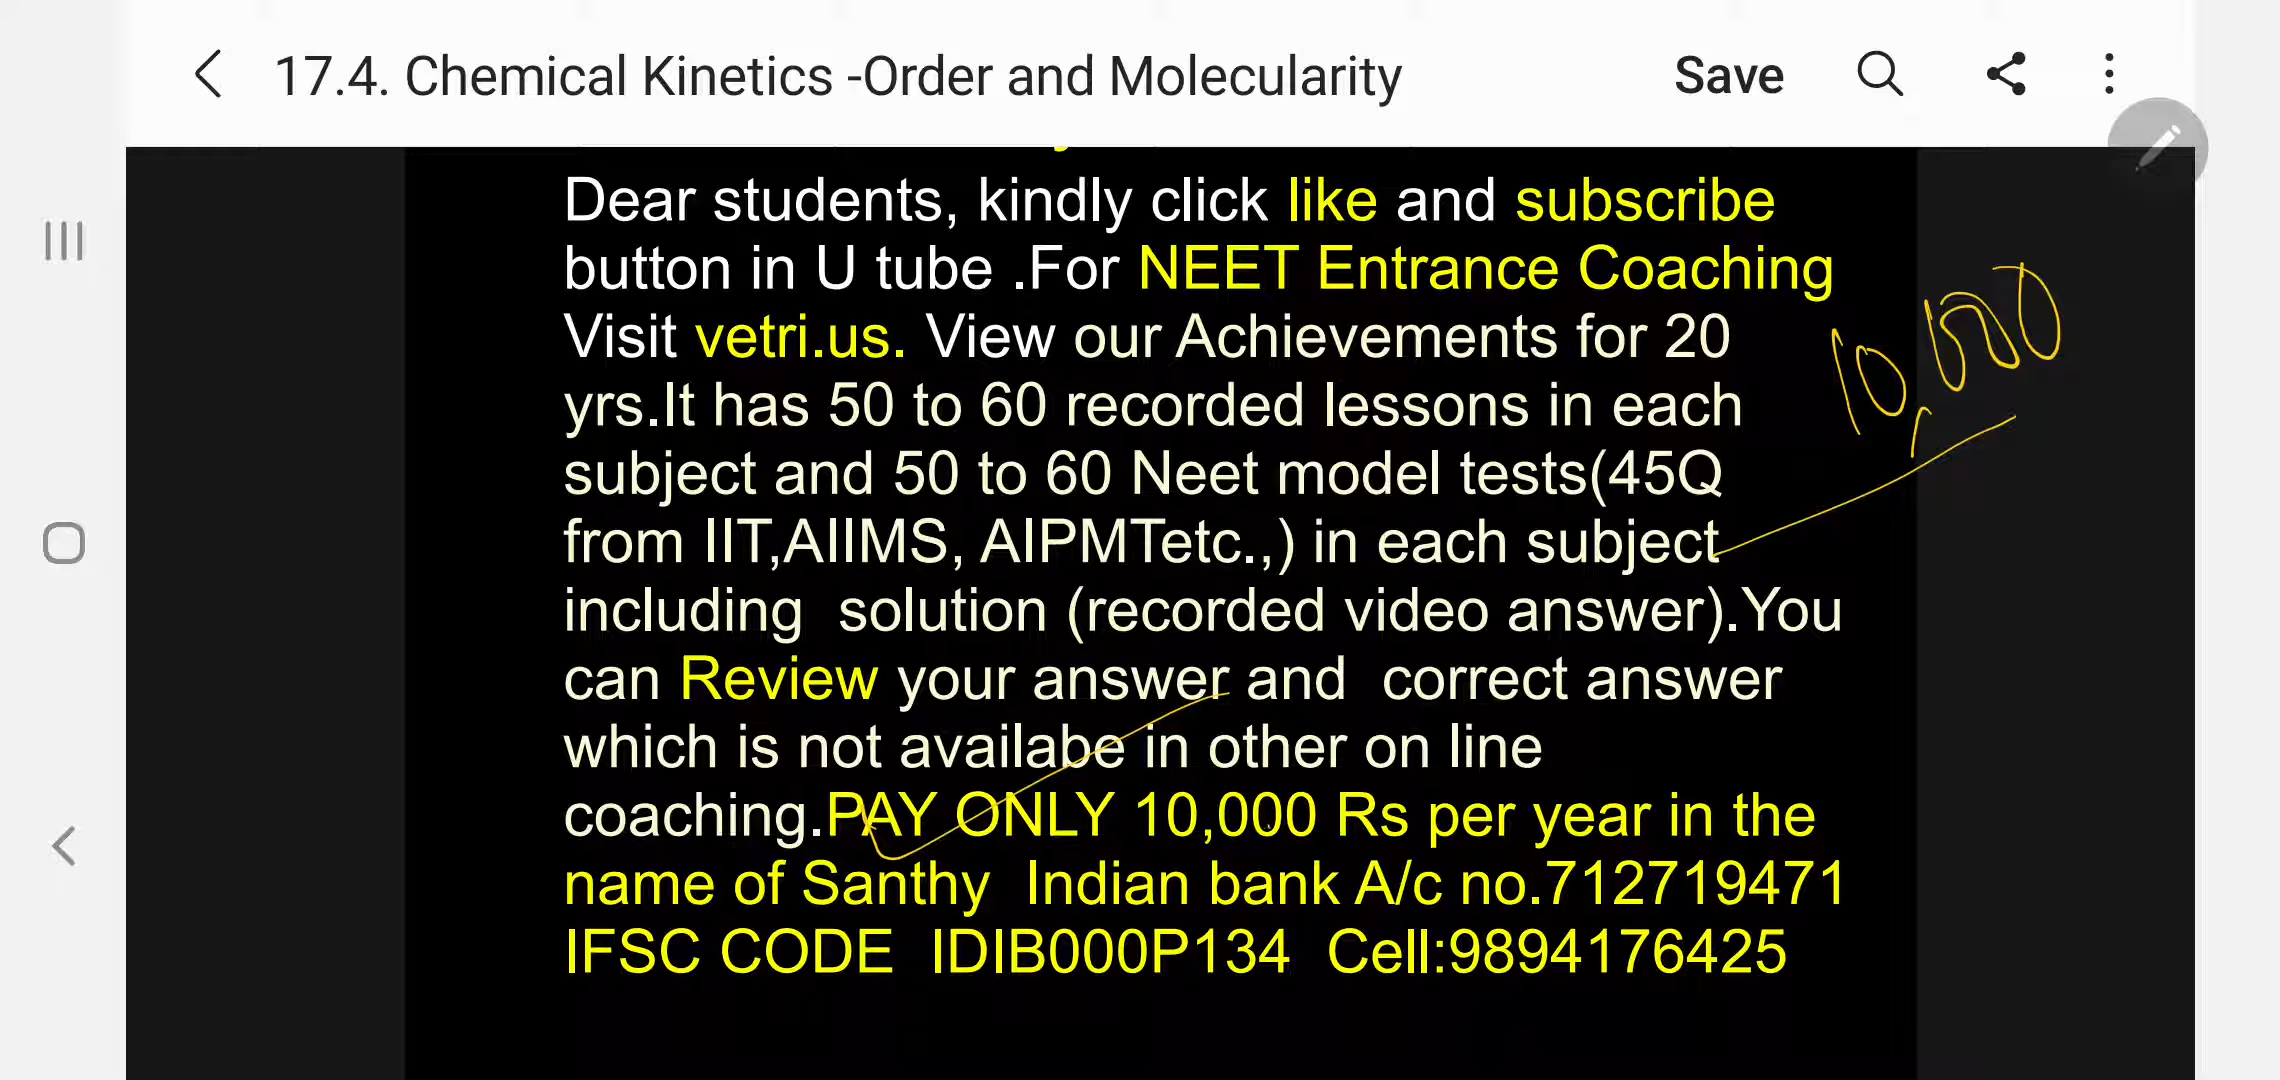 17.4. Chemical Kinetics -Order and Molecularity
Save
Dear students, kindly click like and subscribe
button in U tube .For NEET Entrance Coaching
Visit vetri.us. View our Achievements for 20
yrs.It has 50 to 60 recorded lessons in each
subject and 50 to 60 Neet model tests(45Q
from IIT,AIIMS, AIPMTetc.,) in each subject
including solution (recorded video answer).You
can Review your answer and correct answer
which is not availabe in other on line
coaching.PAY ONLY 10,000 Rs per year in the
name of Santhy Indian bank A/c no.712719471
IFSC CODE IDIB000P134 Cell:9894176425
10,000